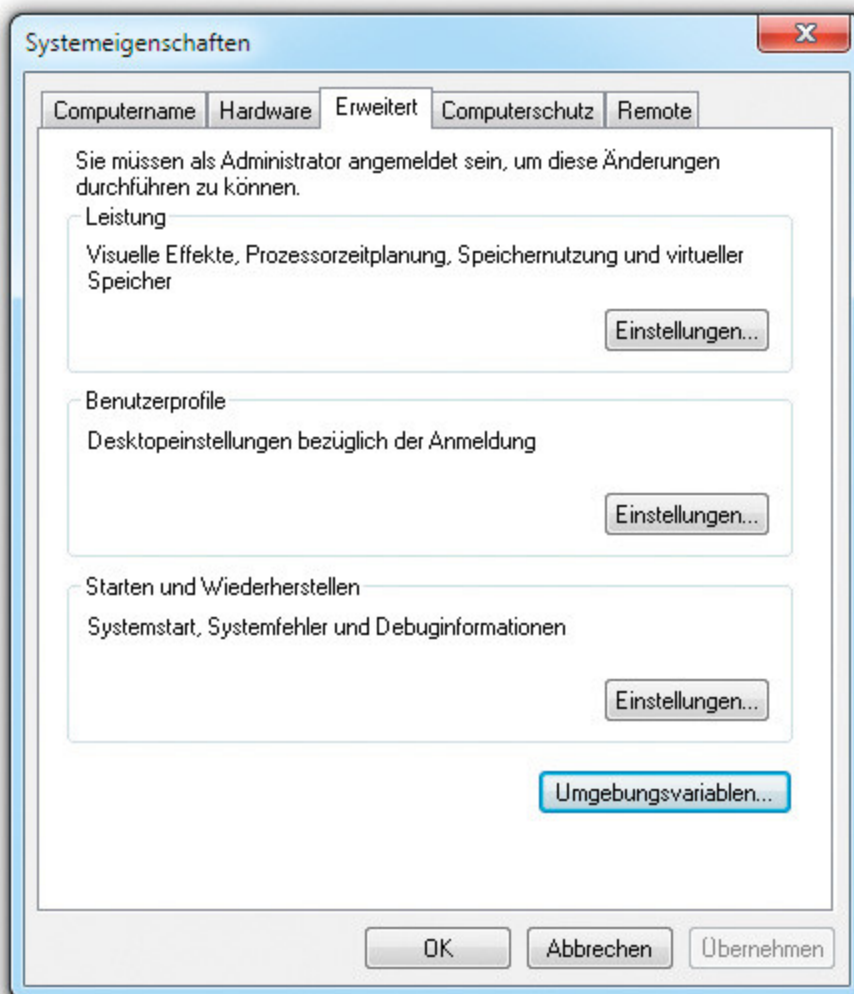 Systemeigenschaften
Computername Hardware Erweitert Computerschutz Remote
Sie müssen als Administrator angemeldet sein, um diese Änderungen
durchführen zu können.
Leistung
Visuelle Effekte, Prozessorzeitplanung, Speichernutzung und virtueller
Speicher
Einstellungen...
Benutzerprofile
Desktopeinstellungen bezüglich der Anmeldung
Einstellungen...
Starten und Wiederherstellen
Systemstart, Systemfehler und Debuginformationen
Einstellungen...
Umgebungsvariablen...
OK Abbrechen Übernehmen